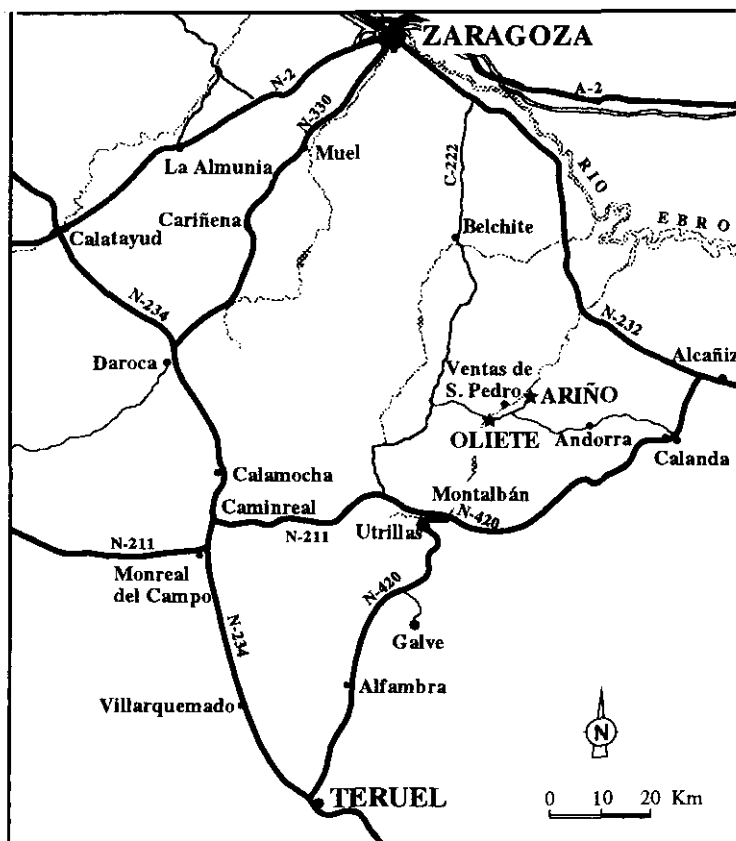 ZARAGOZA
N-2
A-2
N-330
La Almunia
Muel
C-222
RIO
EBRO
Cariñena
Belchite
Calatayud
N-234
N-232
Daroca
Alcañiz
Ventas de
S. Pedro
ARIÑO
OLIETE
Andorra
Calanda
Calamocha
Caminreal
Montalbán
N-211
Utrillas
N-420
N-211
Monreal
del Campo
N-420
N-234
Galve
Villarquemado
Alfambra
N
TERUEL
0 10 20 Km